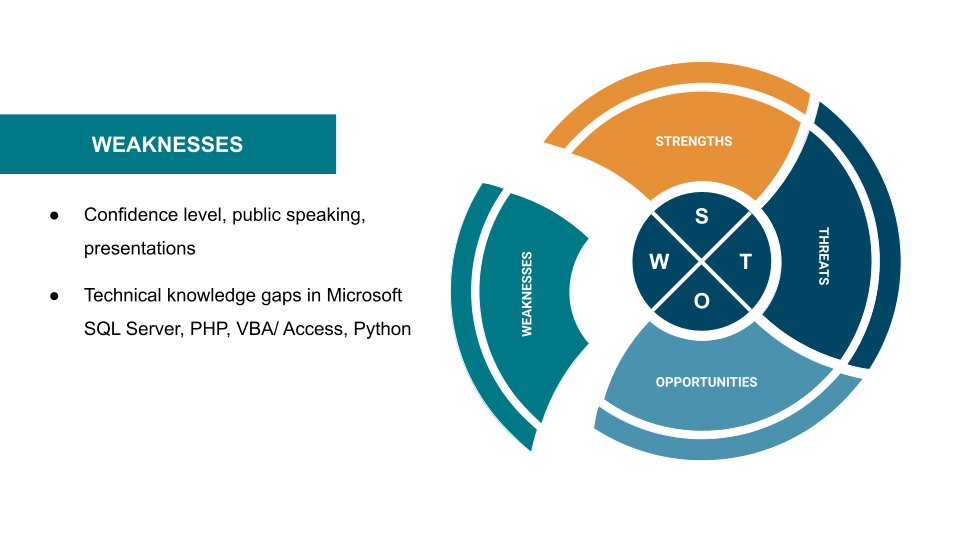 WEAKNESSES
● Confidence level, public speaking,
presentations
● Technical knowledge gaps in Microsoft
SQL Server, PHP, VBA/ Access, Python
STRENGTHS
THREATS
WEAKNESSES
OPPORTUNITIES
S
W
T
O